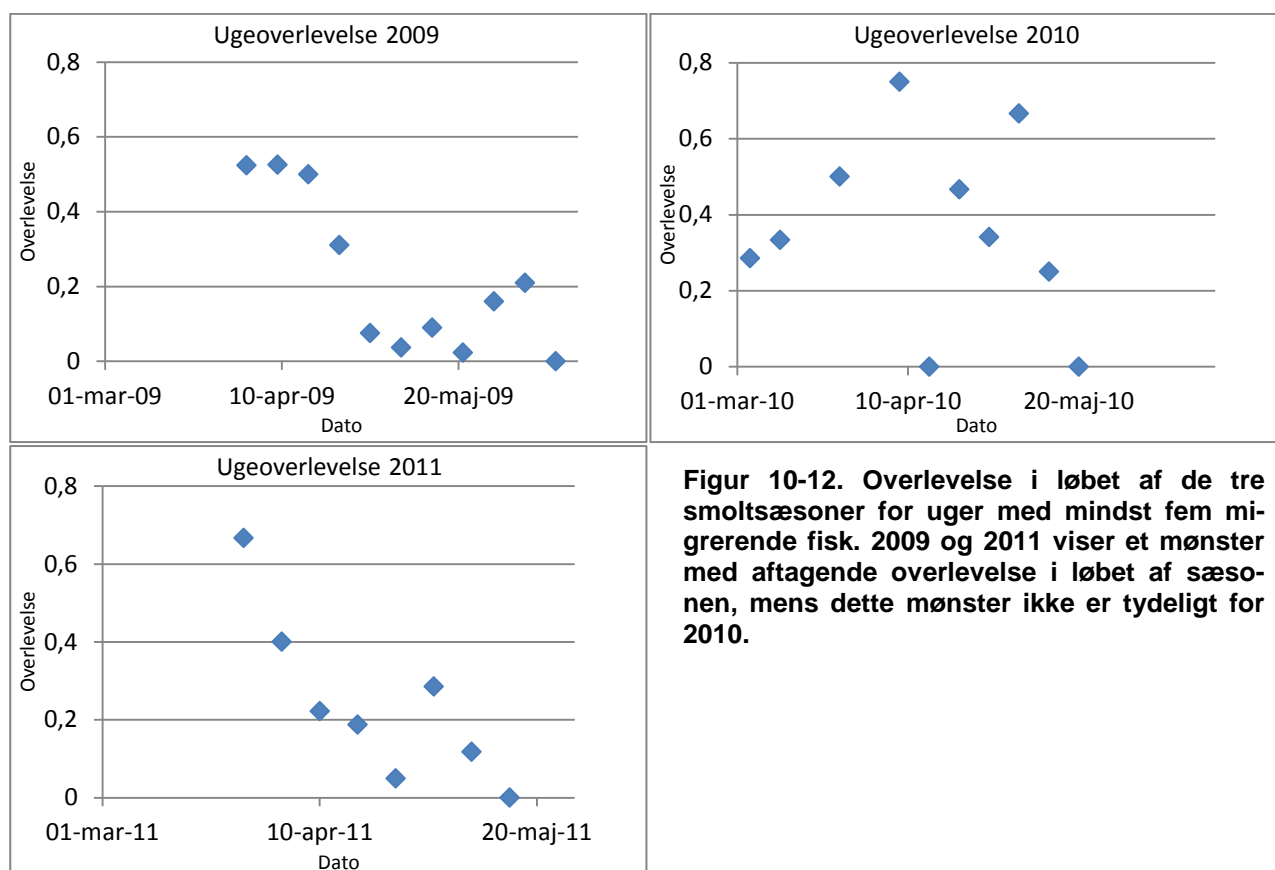 Ugeoverlevelse 2009
0,8
0,6
0,4
0,2
0
Overlevelse
01-mar-09 10-apr-09 20-maj-09
Dato
Ugeoverlevelse 2010
0,8
0,6
0,4
0,2
0
Overlevelse
01-mar-10 10-apr-10 20-maj-10
Dato
Ugeoverlevelse 2011
0,8
0,6
0,4
0,2
0
Overlevelse
01-mar-11 10-apr-11 20-maj-11
Dato
Figur 10-12. Overlevelse i løbet af de tre
smoltsæsoner for uger med mindst fem mi-
grerende fisk. 2009 og 2011 viser et mønster
med aftagende overlevelse i løbet af sæso-
nen, mens dette mønster ikke er tydeligt for
2010.